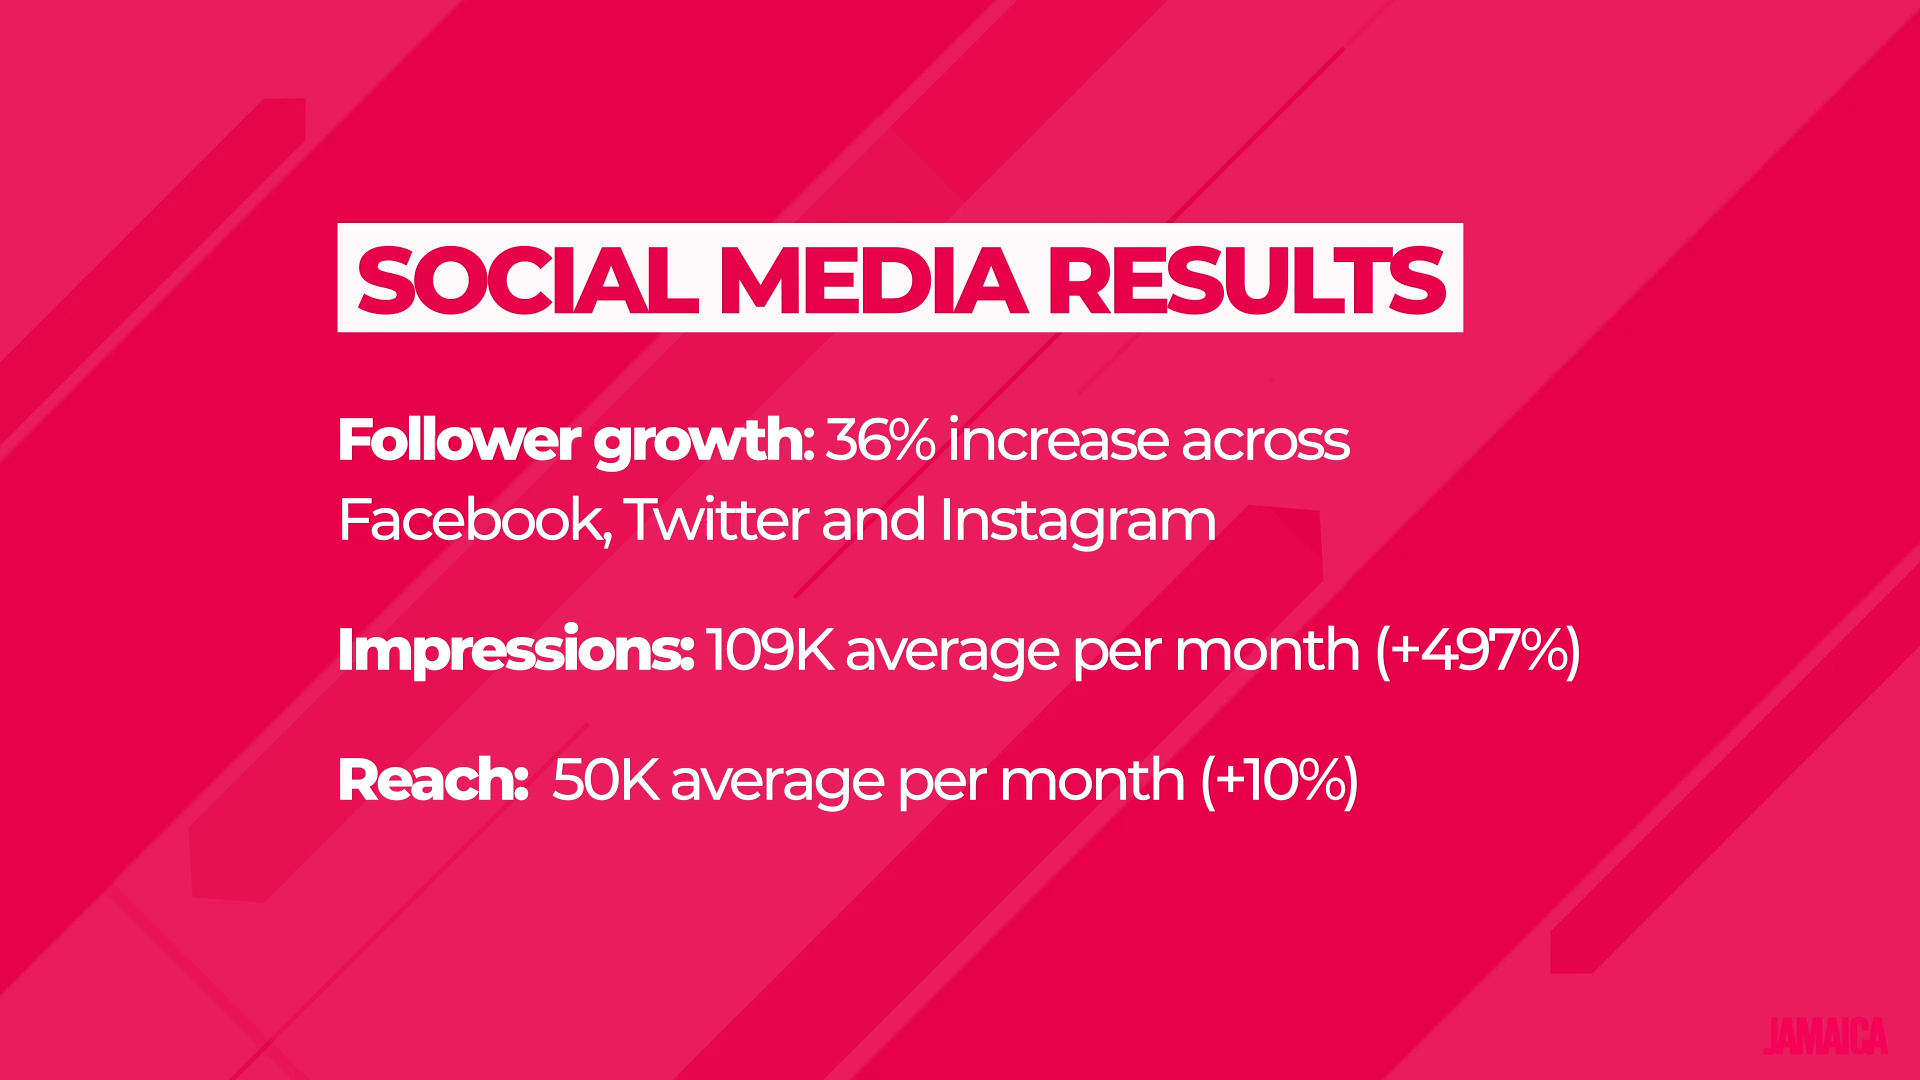 SOCIAL MEDIA RESULTS
Follower growth: 36% increase across
Facebook, Twitter and Instagram
Impressions: 109K average per month (+497%)
Reach: 50K average per month (+10%)
JAMAICA